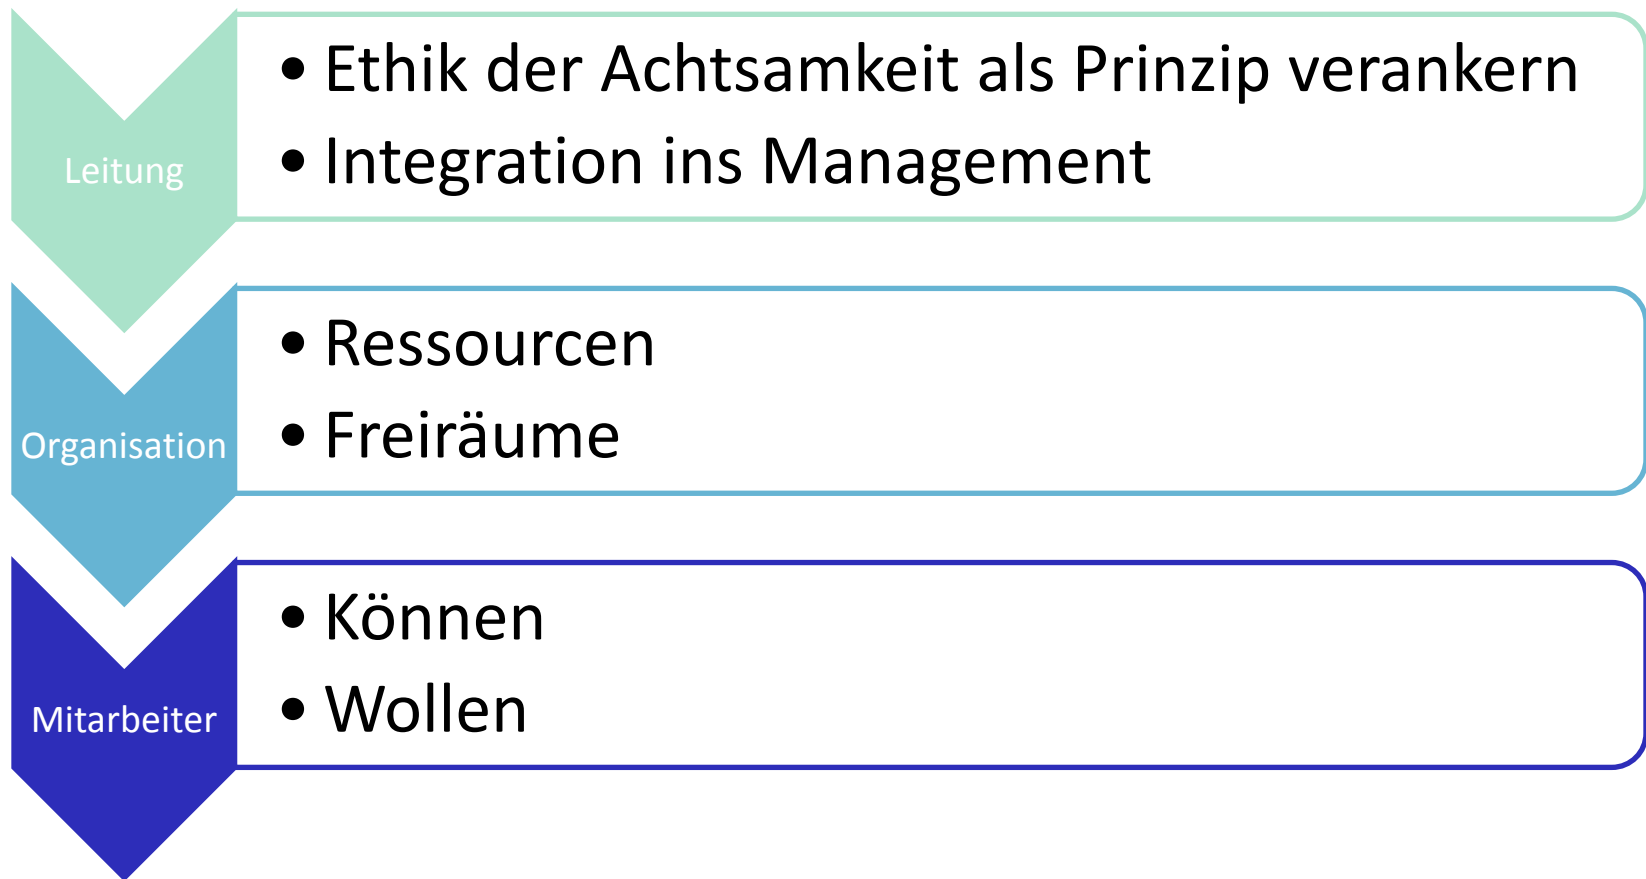 Leitung
• Ethik der Achtsamkeit als Prinzip verankern
• Integration ins Management
Organisation
• Ressourcen
• Freiräume
Mitarbeiter
• Können
• Wollen